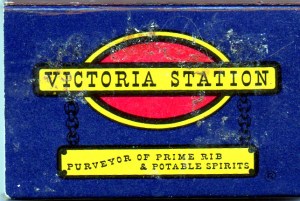 VICTORIA STATION
PURVEYOR OF PRIME RIB
& POTABLE SPIRITS